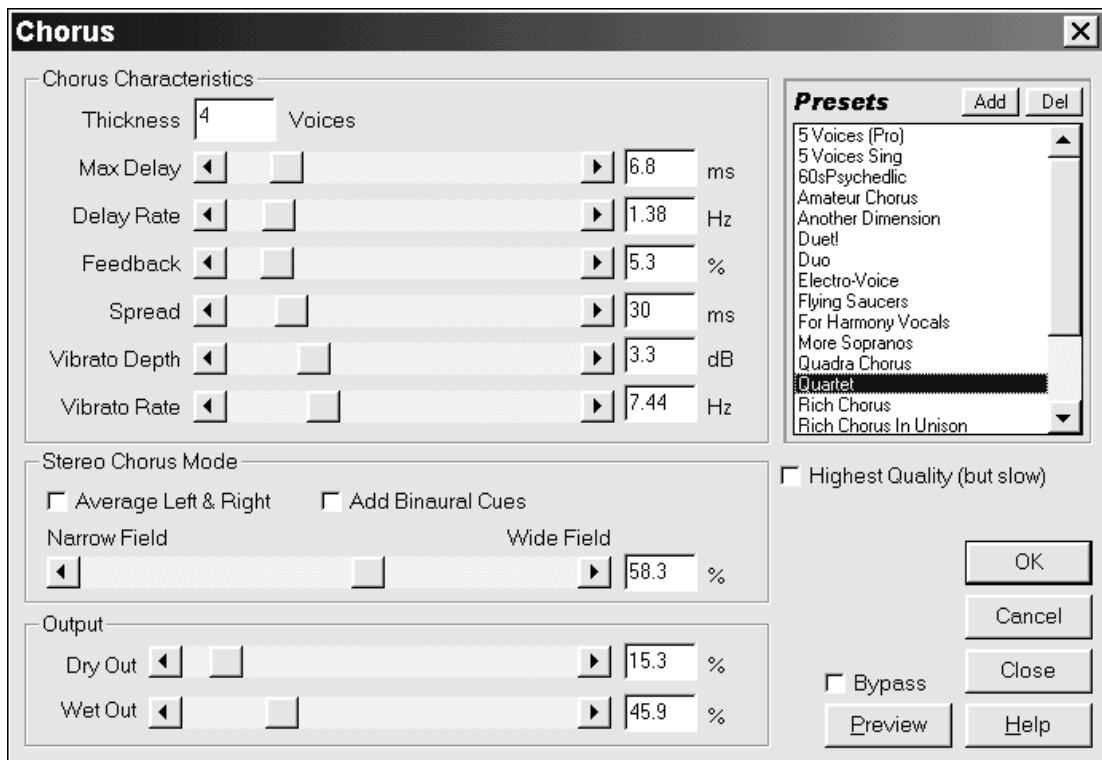 Chorus
Chorus Characteristics
Thickness 4 Voices
Max Delay 6.8 ms
Delay Rate 1.38 Hz
Feedback 5.3 %
Spread 30 ms
Vibrato Depth 3.3 dB
Vibrato Rate 7.44 Hz
Presets Add Del
5 Voices (Pro)
5 Voices Sing
60sPsychedlic
Amateur Chorus
Another Dimension
Duet!
Duo
Electro-Voice
Flying Saucers
For Harmony Vocals
More Sopranos
Quadra Chorus
Quartet
Rich Chorus
Rich Chorus In Unison
Stereo Chorus Mode
Average Left & Right Add Binaural Cues
Narrow Field Wide Field
58.3 %
Highest Quality (but slow)
Output
Dry Out 15.3 %
Wet Out 45.9 %
OK
Cancel
Close
Bypass
Preview Help